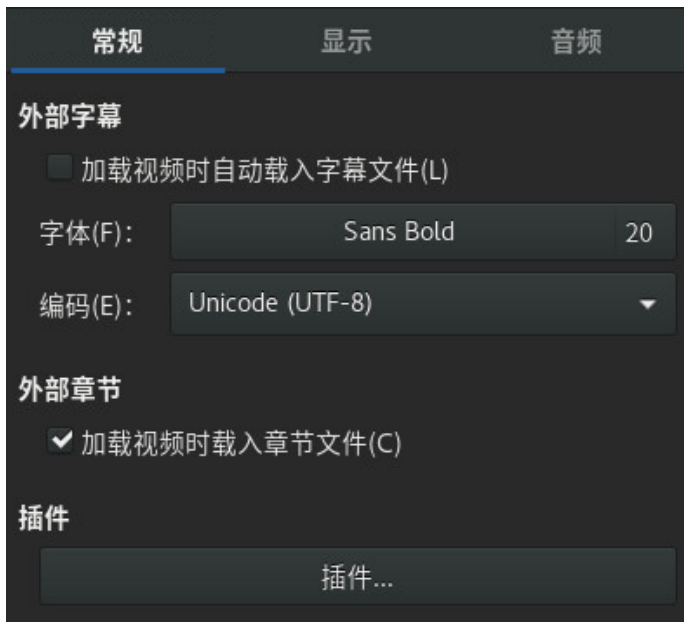 常规 显示 音频
外部字幕
加载视频时自动载入字幕文件(L)
字体(F)： Sans Bold 20
编码(E)： Unicode (UTF-8)
外部章节
加载视频时载入章节文件(C)
插件
插件...